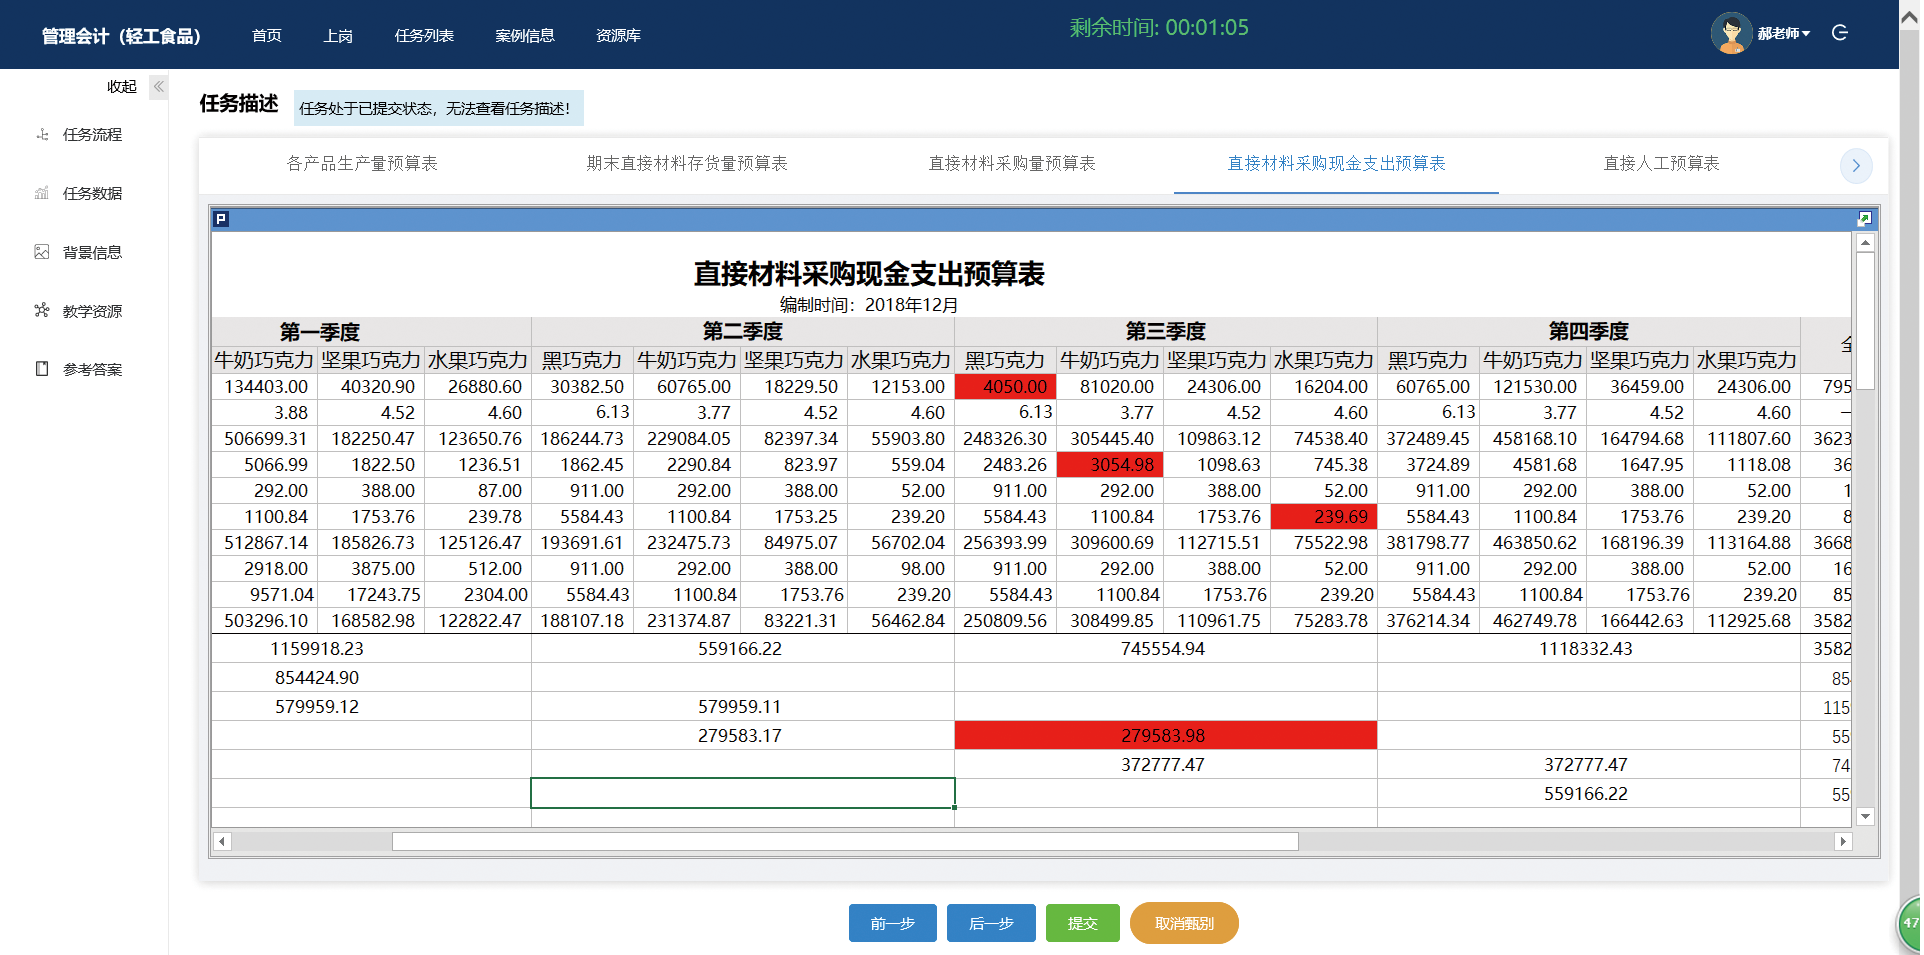 管理会计（轻工食品） 首页 上岗 任务列表 案例信息 资源库 剩余时间: 00:01:05 郝老师
收起
任务流程
任务数据
背景信息
教学资源
参考答案
任务描述 任务处于已提交状态，无法查看任务描述！
各产品生产量预算表 期末直接材料存货量预算表 直接材料采购量预算表 直接材料采购现金支出预算表 直接人工预算表
P
直接材料采购现金支出预算表
编制时间：2018年12月
第一季度 第二季度 第三季度 第四季度
牛奶巧克力 坚果巧克力 水果巧克力 黑巧克力 牛奶巧克力 坚果巧克力 水果巧克力 黑巧克力 牛奶巧克力 坚果巧克力 水果巧克力 黑巧克力 牛奶巧克力 坚果巧克力 水果巧克力
134403.00 40320.90 26880.60 30382.50 60765.00 18229.50 12153.00 4050.00 81020.00 24306.00 16204.00 60765.00 121530.00 36459.00 24306.00 795
3.88 4.52 4.60 6.13 3.77 4.52 4.60 6.13 3.77 4.52 4.60 6.13 3.77 4.52 4.60
506699.31 182250.47 123650.76 186244.73 229084.05 82397.34 55903.80 248326.30 305445.40 109863.12 74538.40 372489.45 458168.10 164794.68 111807.60 3623
5066.99 1822.50 1236.51 1862.45 2290.84 823.97 559.04 2483.26 3054.98 1098.63 745.38 3724.89 4581.68 1647.95 1118.08 36
292.00 388.00 87.00 911.00 292.00 388.00 52.00 911.00 292.00 388.00 52.00 911.00 292.00 388.00 52.00 1
1100.84 1753.76 239.78 5584.43 1100.84 1753.25 239.20 5584.43 1100.84 1753.76 239.69 5584.43 1100.84 1753.76 239.20 8
512867.14 185826.73 125126.47 193691.61 232475.73 84975.07 56702.04 256393.99 309600.69 112715.51 75522.98 381798.77 463850.62 168196.39 113164.88 3668
2918.00 3875.00 512.00 911.00 292.00 388.00 98.00 911.00 292.00 388.00 52.00 911.00 292.00 388.00 52.00 16
9571.04 17243.75 2304.00 5584.43 1100.84 1753.76 239.20 5584.43 1100.84 1753.76 239.20 5584.43 1100.84 1753.76 239.20 85
503296.10 168582.98 122822.47 188107.18 231374.87 83221.31 56462.84 250809.56 308499.85 110961.75 75283.78 376214.34 462749.78 166442.63 112925.68 3582
1159918.23 559166.22 745554.94 1118332.43 3582
854424.90 85
579959.12 579959.11 115
279583.17 279583.98 55
372777.47 372777.47 74
559166.22 55
前一步 后一步 提交 取消甄别
47